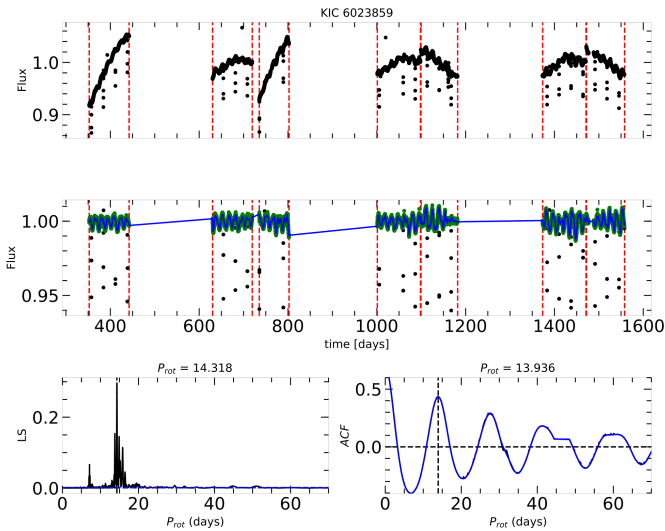 KIC 6023859
Flux
1.0
0.9
Flux
1.00
0.95
400 600 800 1000 1200 1400 1600
time [days]
P_rot = 14.318
LS
0.2
0.0
0 20 40 60
P_rot (days)
P_rot = 13.936
ACF
0.5
0.0
0 20 40 60
P_rot (days)